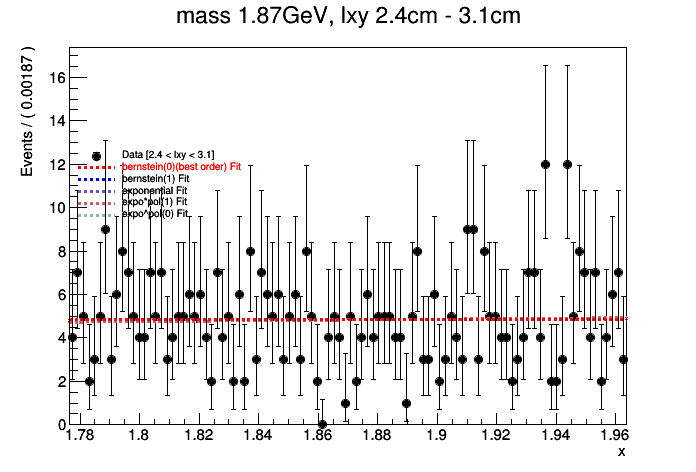 mass 1.87GeV, lxy 2.4cm - 3.1cm
Events / ( 0.00187 )
16
14
12
10
8
6
4
2
0
Data [2.4 < lxy < 3.1]
bernstein(0)(best order) Fit
bernstein(1) Fit
exponential Fit
expo*pol(1) Fit
expo^pol(0) Fit
1.78 1.8 1.82 1.84 1.86 1.88 1.9 1.92 1.94 1.96
x